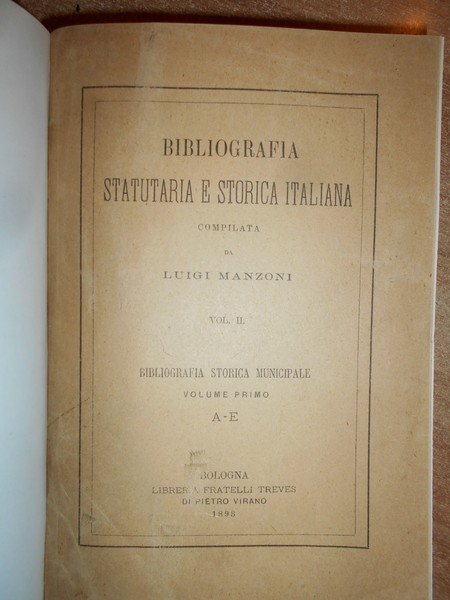 BIBLIOGRAFIA
STATUTARIA E STORICA ITALIANA
COMPILATA
DA
LUIGI MANZONI
VOL. II.
BIBLIOGRAFIA STORICA MUNICIPALE
VOLUME PRIMO
A-E
BOLOGNA
LIBRERIA FRATELLI TREVES
DI PIETRO VIRANO
1893